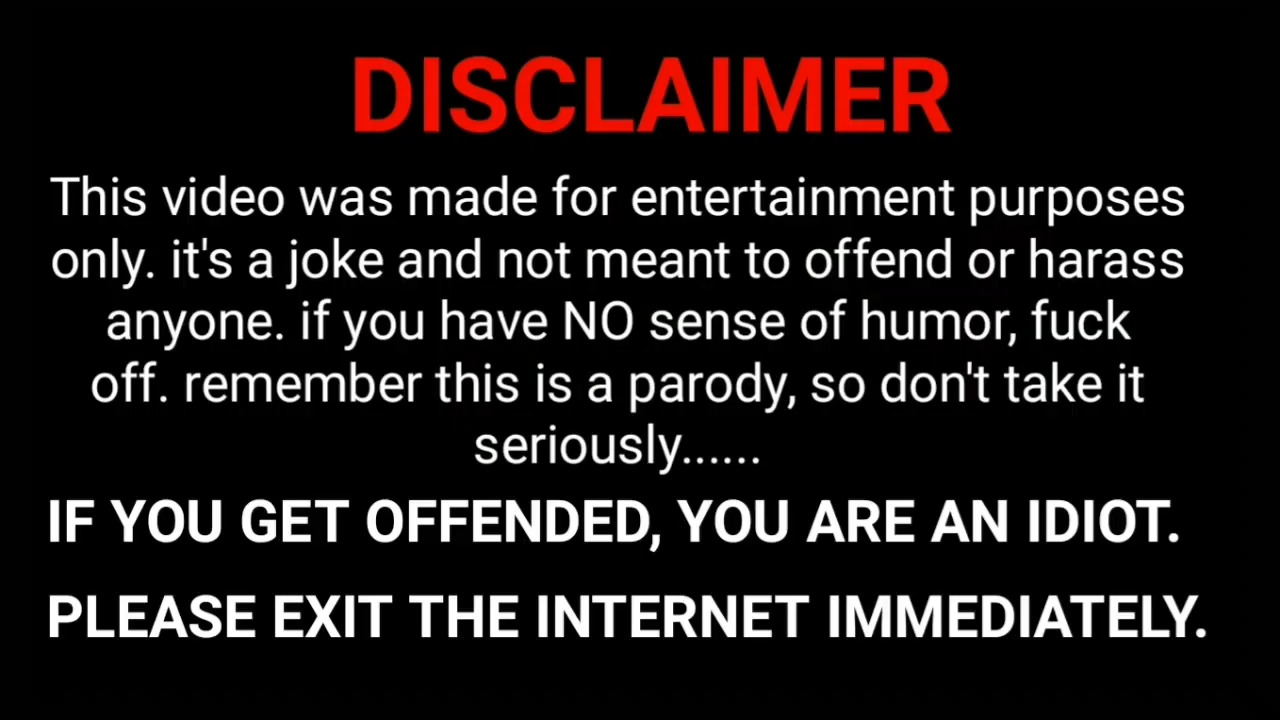 DISCLAIMER
This video was made for entertainment purposes
only. it's a joke and not meant to offend or harass
anyone. if you have NO sense of humor, fuck
off. remember this is a parody, so don't take it
seriously......
IF YOU GET OFFENDED, YOU ARE AN IDIOT.
PLEASE EXIT THE INTERNET IMMEDIATELY.